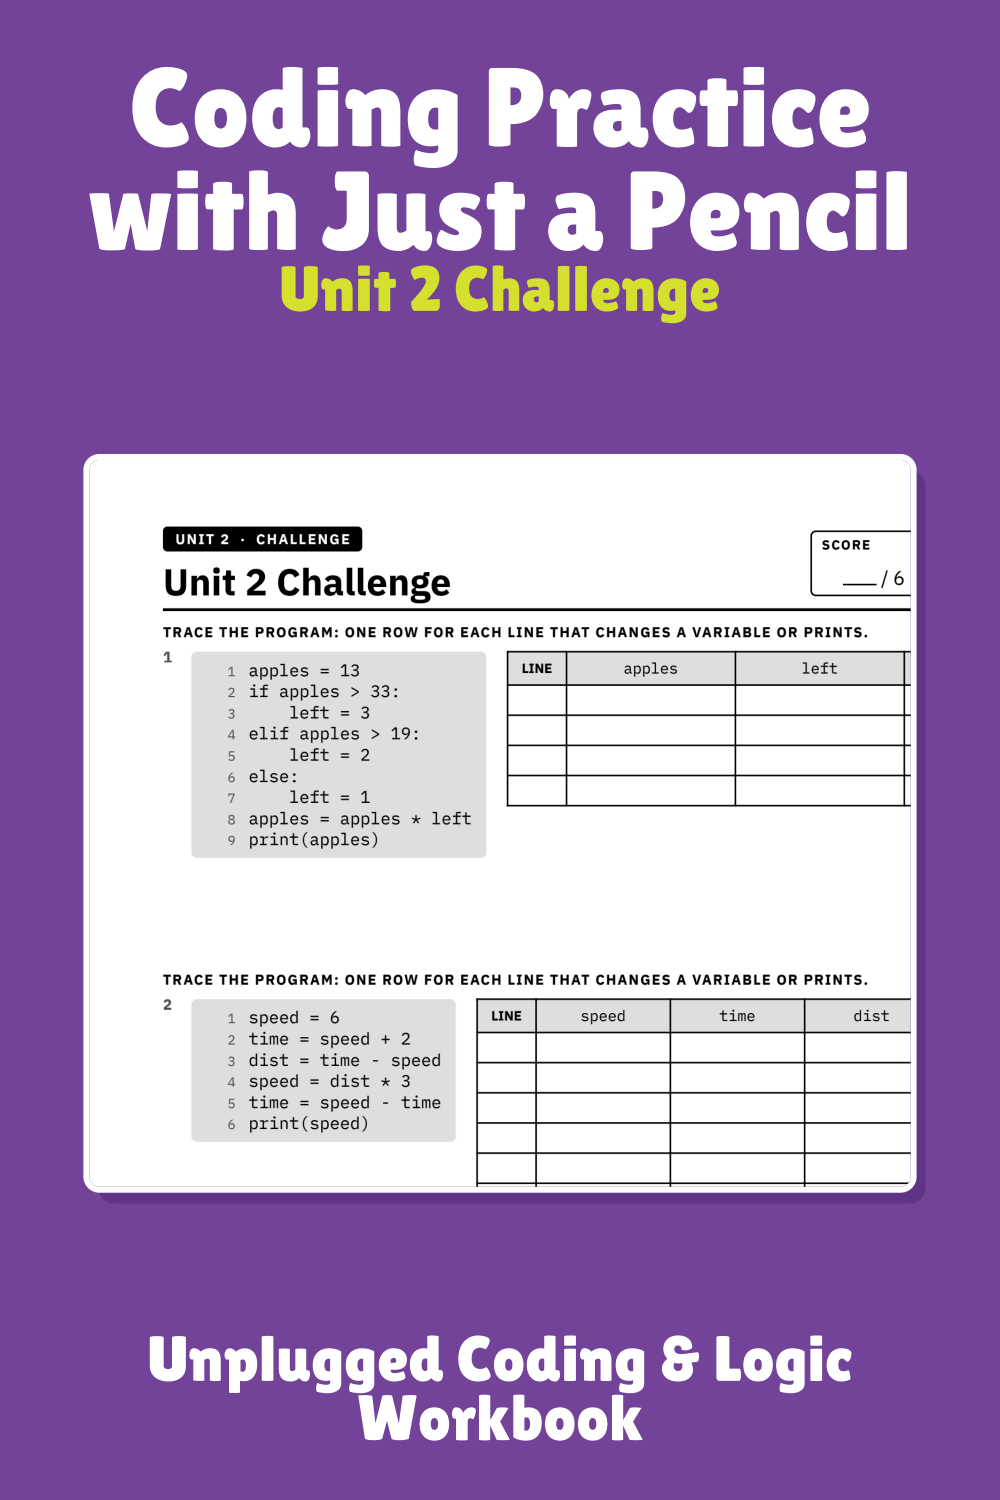 Coding Practice
with Just a Pencil
Unit 2 Challenge
UNIT 2 · CHALLENGE
SCORE
___ / 6
Unit 2 Challenge
TRACE THE PROGRAM: ONE ROW FOR EACH LINE THAT CHANGES A VARIABLE OR PRINTS.
1
1 apples = 13
2 if apples > 33:
3     left = 3
4 elif apples > 19:
5     left = 2
6 else:
7     left = 1
8 apples = apples * left
9 print(apples)
LINE apples left
TRACE THE PROGRAM: ONE ROW FOR EACH LINE THAT CHANGES A VARIABLE OR PRINTS.
2
1 speed = 6
2 time = speed + 2
3 dist = time - speed
4 speed = dist * 3
5 time = speed - time
6 print(speed)
LINE speed time dist
Unplugged Coding & Logic
Workbook